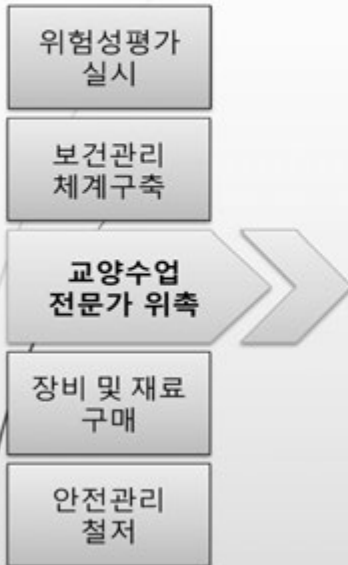 위험성평가
실시
보건관리
체계구축
교양수업
전문가 위촉
장비 및 재료
구매
안전관리
철저